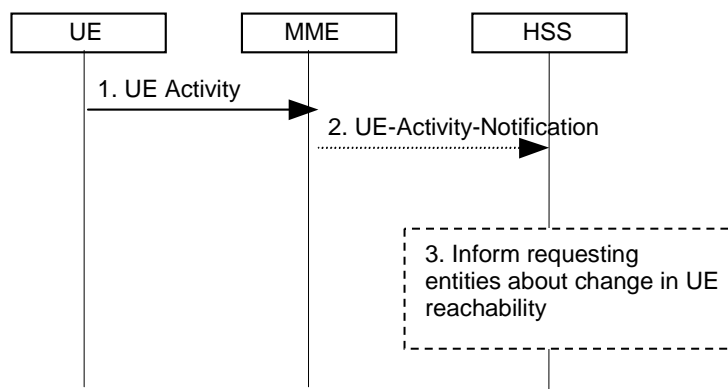 UE
MME
HSS
1. UE Activity
2. UE-Activity-Notification
3. Inform requesting
entities about change in UE
reachability